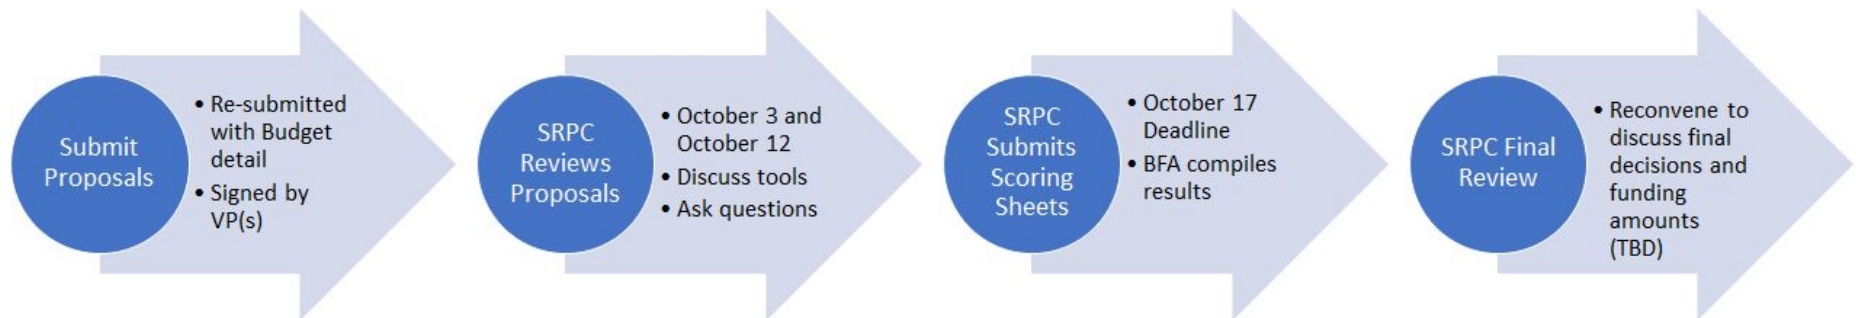 Submit
Proposals
• Re-submitted
with Budget
detail
• Signed by
VP(s)
SRPC
Reviews
Proposals
• October 3 and
October 12
• Discuss tools
• Ask questions
SRPC
Submits
Scoring
Sheets
• October 17
Deadline
• BFA compiles
results
SRPC Final
Review
• Reconvene to
discuss final
decisions and
funding
amounts
(TBD)